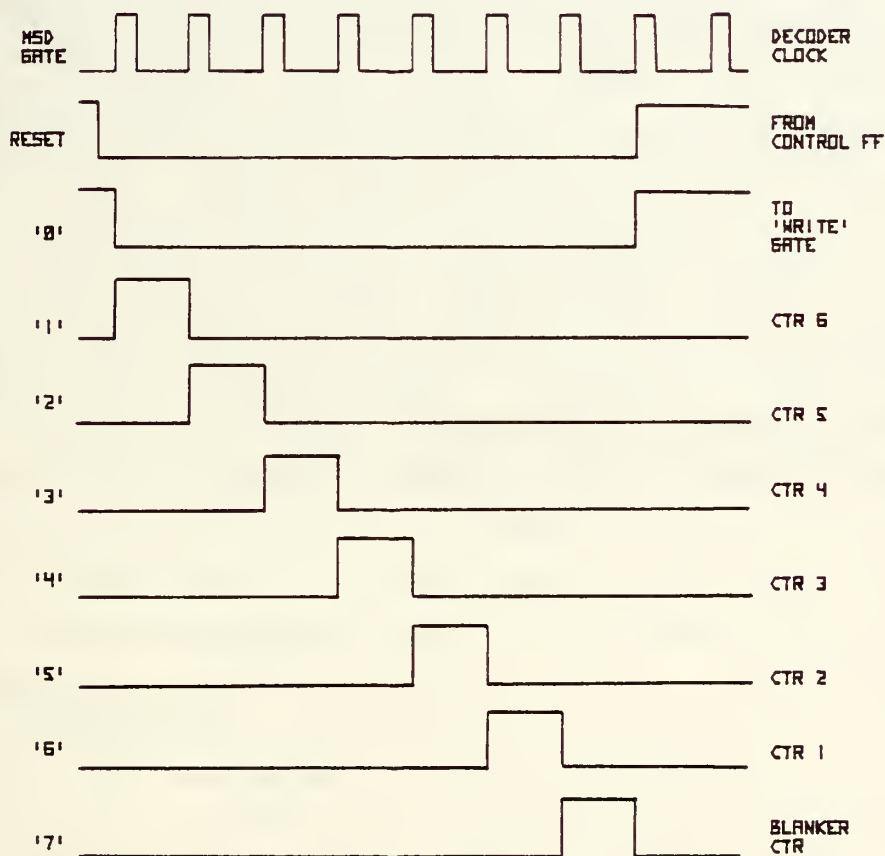 MSD
GATE
DECODER
CLOCK
RESET
FROM
CONTROL FF
'0'
TO
'WRITE'
GATE
'1'
CTR 6
'2'
CTR 5
'3'
CTR 4
'4'
CTR 3
'5'
CTR 2
'6'
CTR 1
'7'
BLANKER
CTR